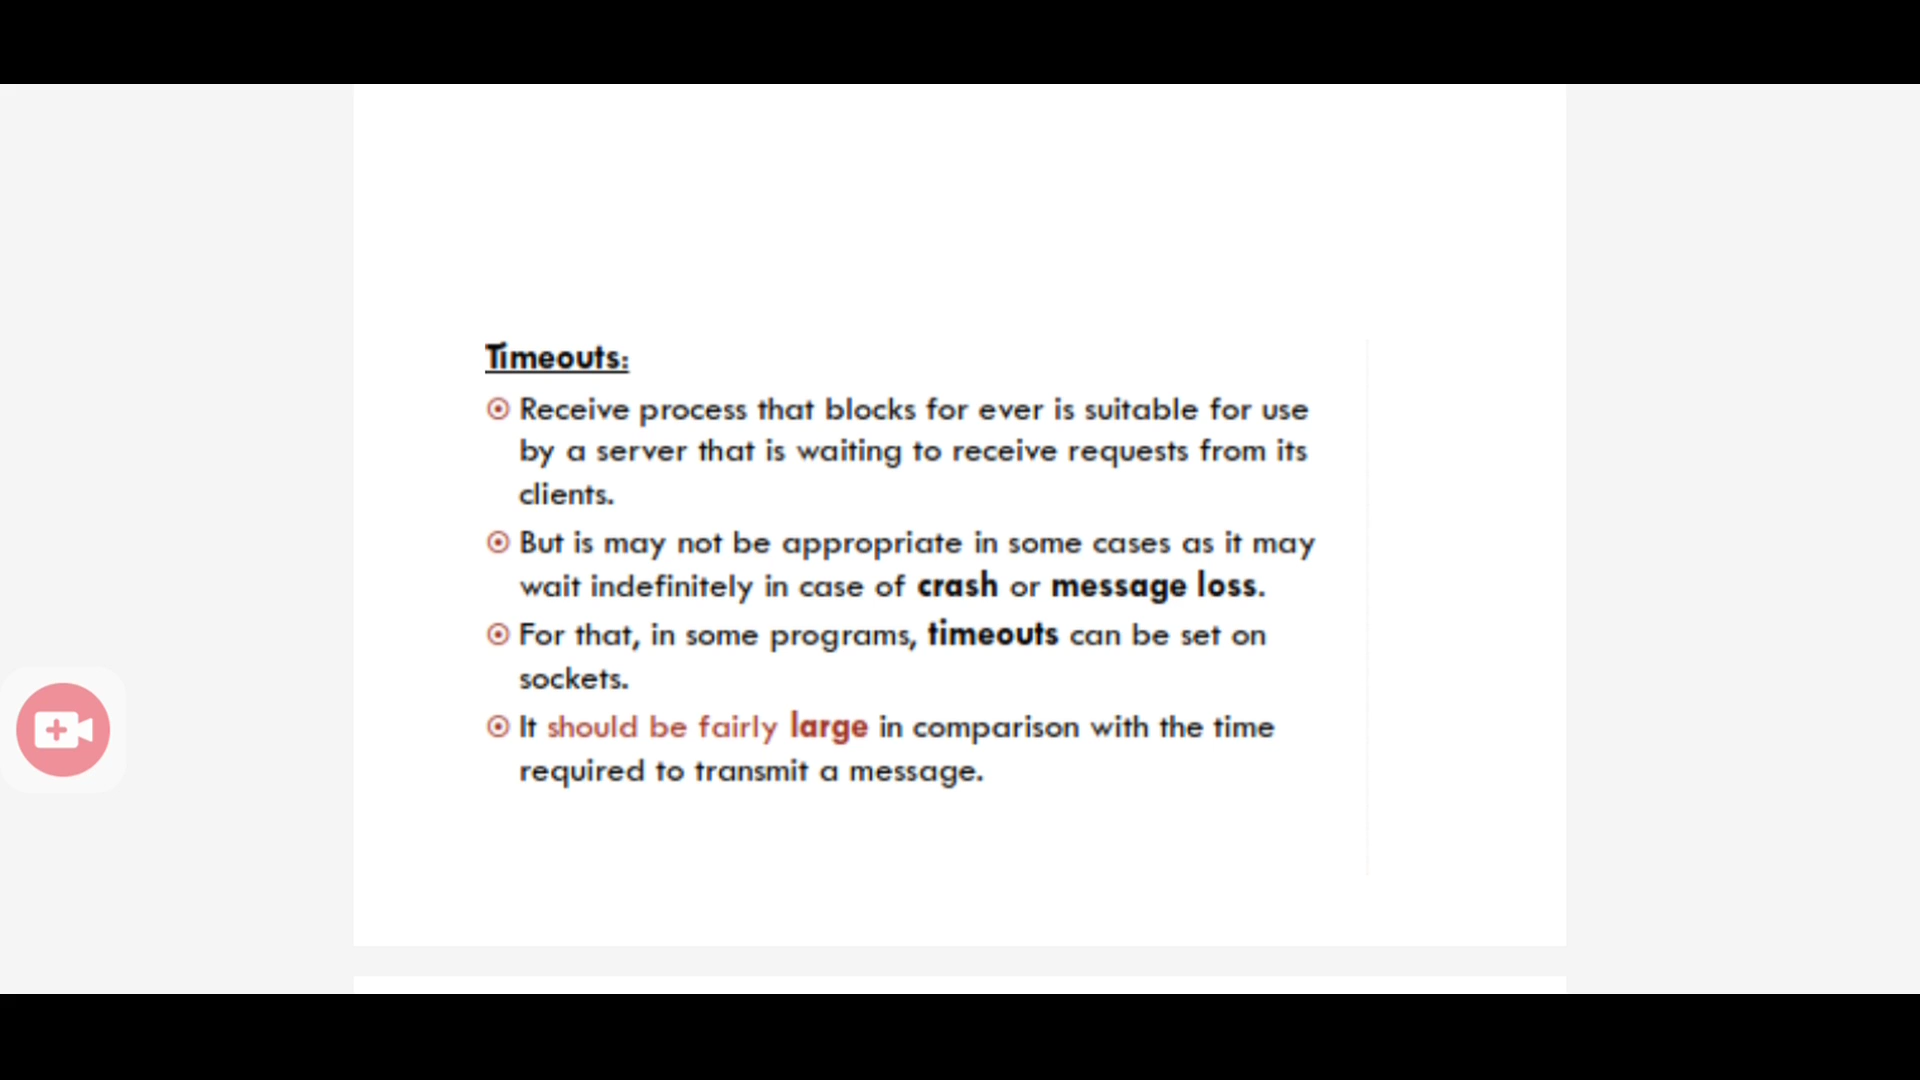 Timeouts:
Receive process that blocks for ever is suitable for use
by a server that is waiting to receive requests from its
clients.
But is may not be appropriate in some cases as it may
wait indefinitely in case of crash or message loss.
For that, in some programs, timeouts can be set on
sockets.
It should be fairly large in comparison with the time
required to transmit a message.